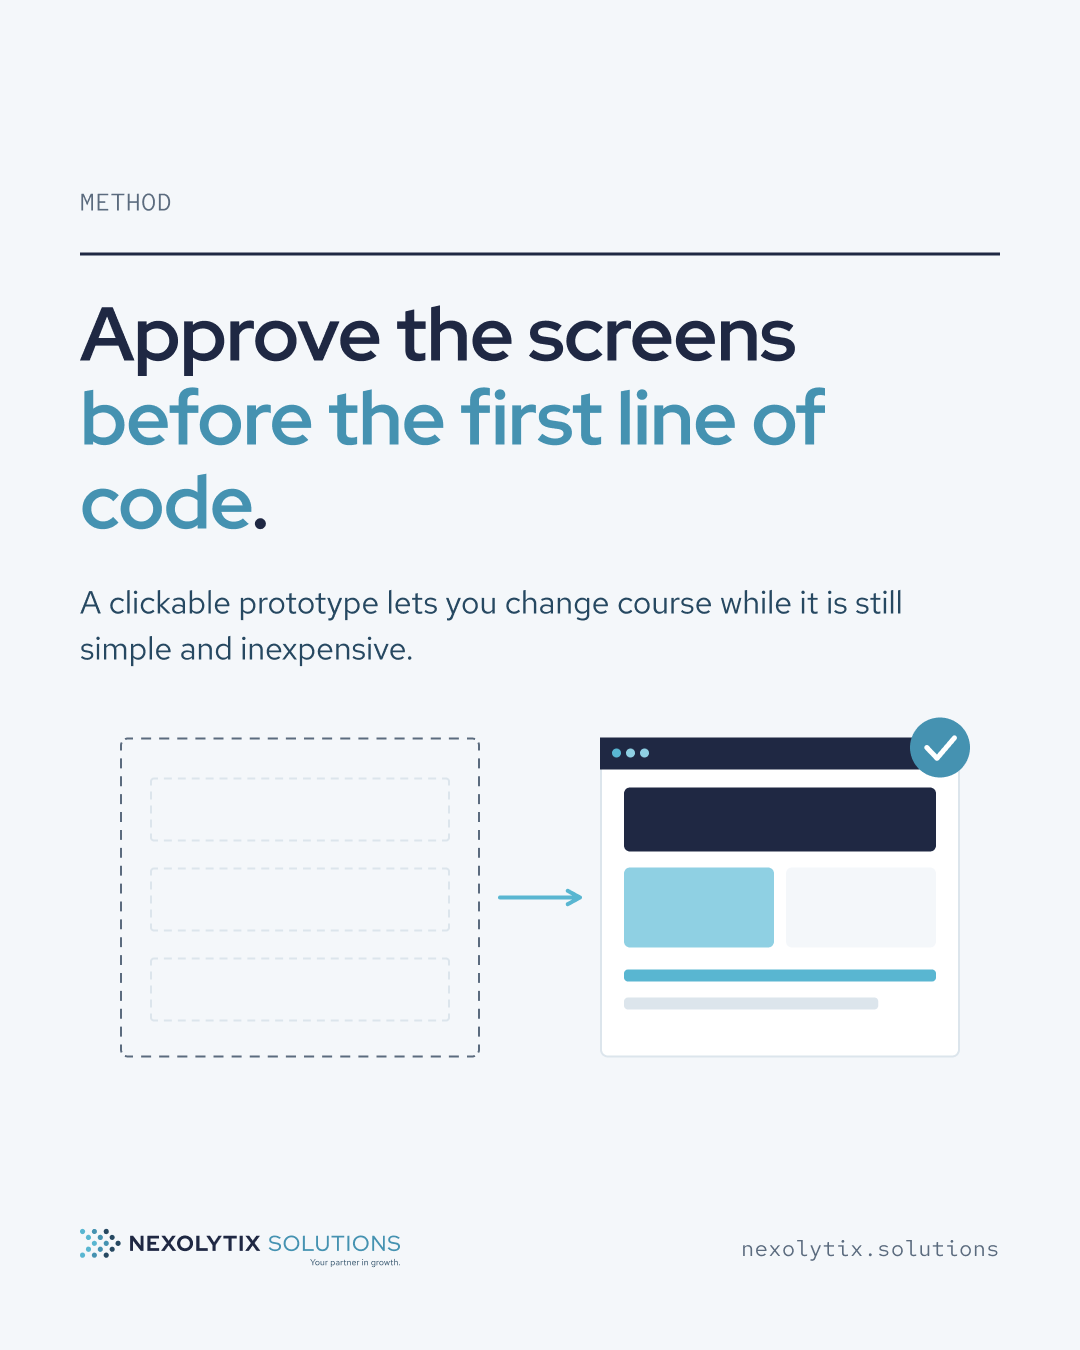 METHOD
Approve the screens
before the first line of
code.
A clickable prototype lets you change course while it is still
simple and inexpensive.
NEXOLYTIX SOLUTIONS
Your partner in growth.
nexolytix.solutions